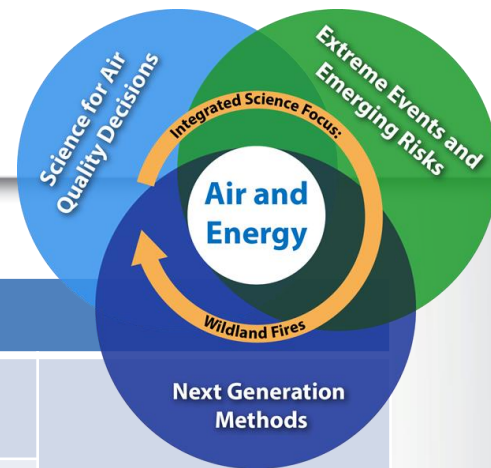 Science for Air
Quality Decisions
Extreme Events and
Emerging Risks
Integrated Science Focus:
Air and
Energy
Wildland Fires
Next Generation
Methods